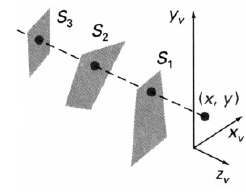 S₃
S₂
S₁
yᵥ
(x, y)
xᵥ
zᵥ